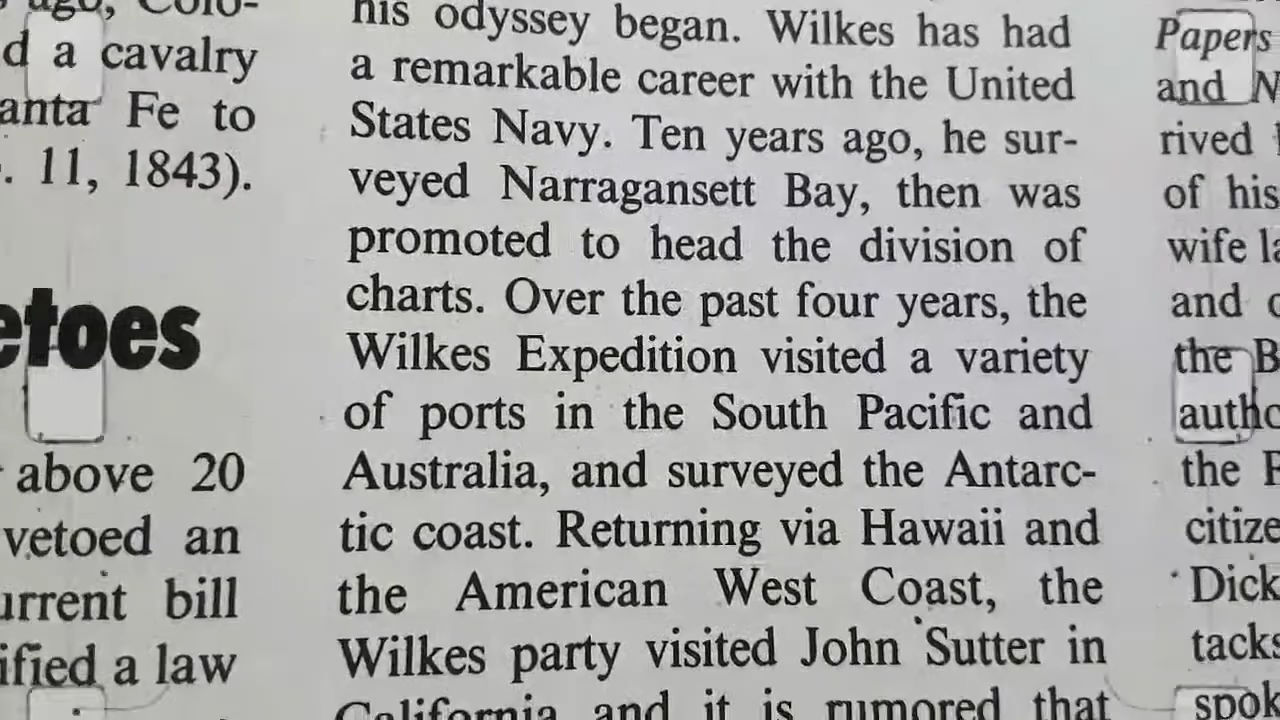 ago, Colo-
d a cavalry
anta Fe to
. 11, 1843).
etoes
above 20
vetoed an
urrent bill
ified a law
his odyssey began. Wilkes has had
a remarkable career with the United
States Navy. Ten years ago, he sur-
veyed Narragansett Bay, then was
promoted to head the division of
charts. Over the past four years, the
Wilkes Expedition visited a variety
of ports in the South Pacific and
Australia, and surveyed the Antarc-
tic coast. Returning via Hawaii and
the American West Coast, the
Wilkes party visited John Sutter in
California and it is rumored that
Papers
and N
rived
of his
wife la
and
the B
autho
the
citize
Dick
tacks
spok